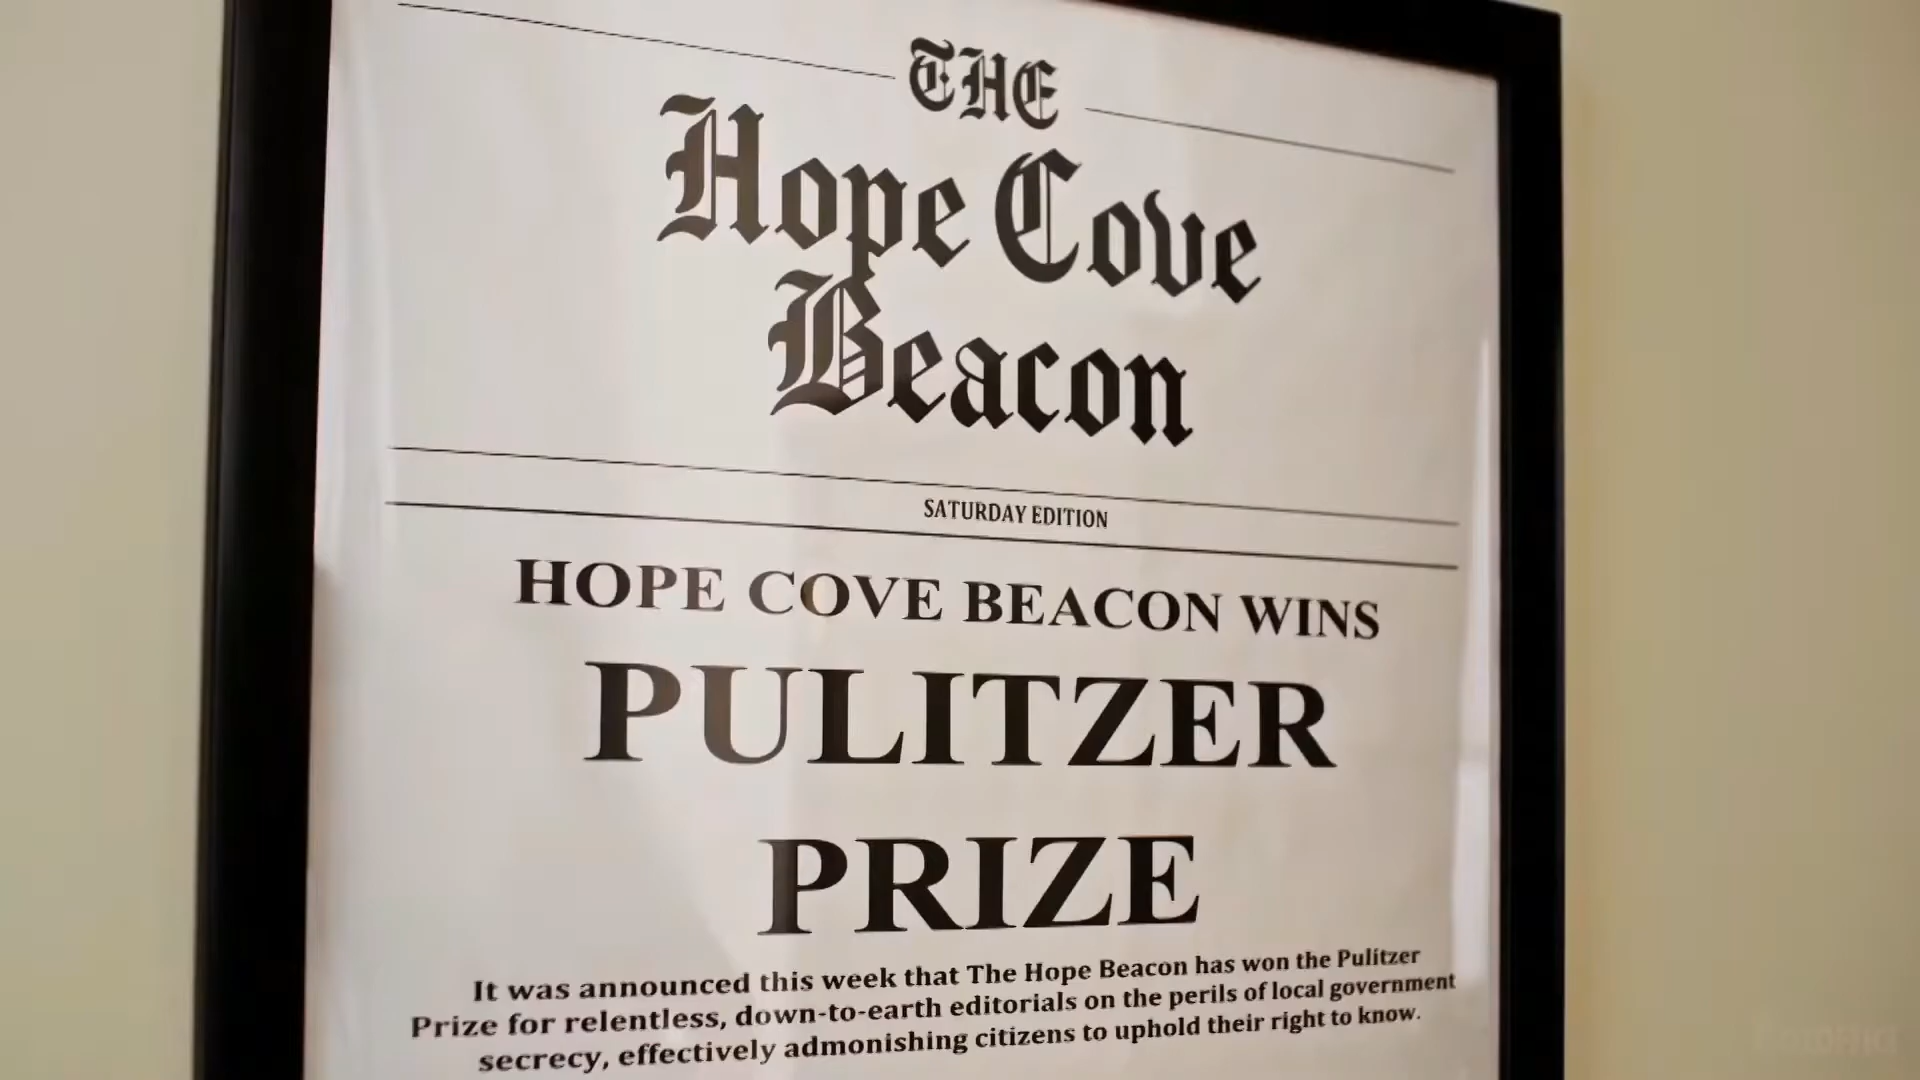 THE
Hope Cove
Beacon
SATURDAY EDITION
HOPE COVE BEACON WINS
PULITZER
PRIZE
It was announced this week that The Hope Beacon has won the Pulitzer
Prize for relentless, down-to-earth editorials on the perils of local government
secrecy, effectively admonishing citizens to uphold their right to know.